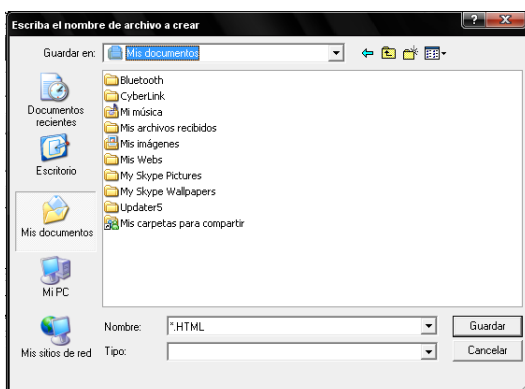 Escriba el nombre de archivo a crear
Guardar en:
Mis documentos
Documentos
recientes
Escritorio
Mis documentos
Mi PC
Mis sitios de red
Bluetooth
CyberLink
Mi música
Mis archivos recibidos
Mis imágenes
Mis Webs
My Skype Pictures
My Skype Wallpapers
Updater5
Mis carpetas para compartir
Nombre:
*.HTML
Guardar
Tipo:
Cancelar